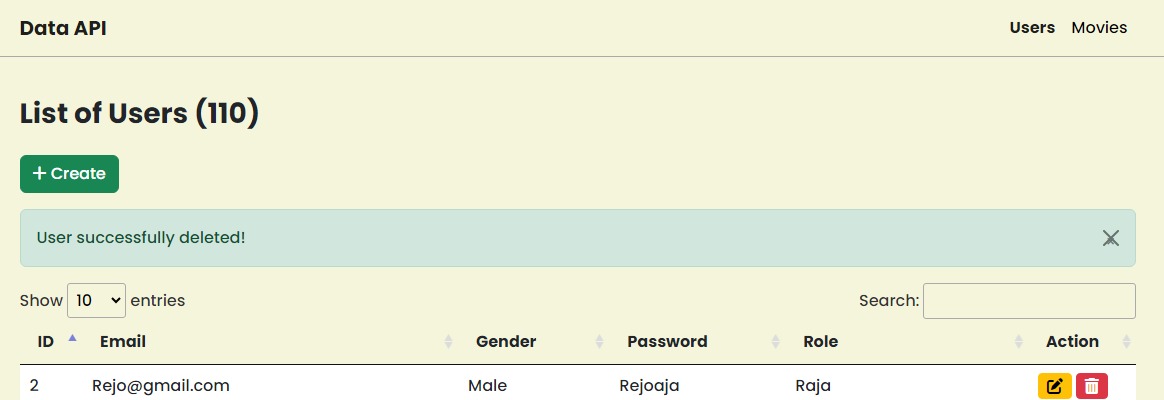 Data API Users Movies
List of Users (110)
Create
User successfully deleted!
Show 10 entries Search:
ID Email Gender Password Role Action
2 Rejo@gmail.com Male Rejoaja Raja